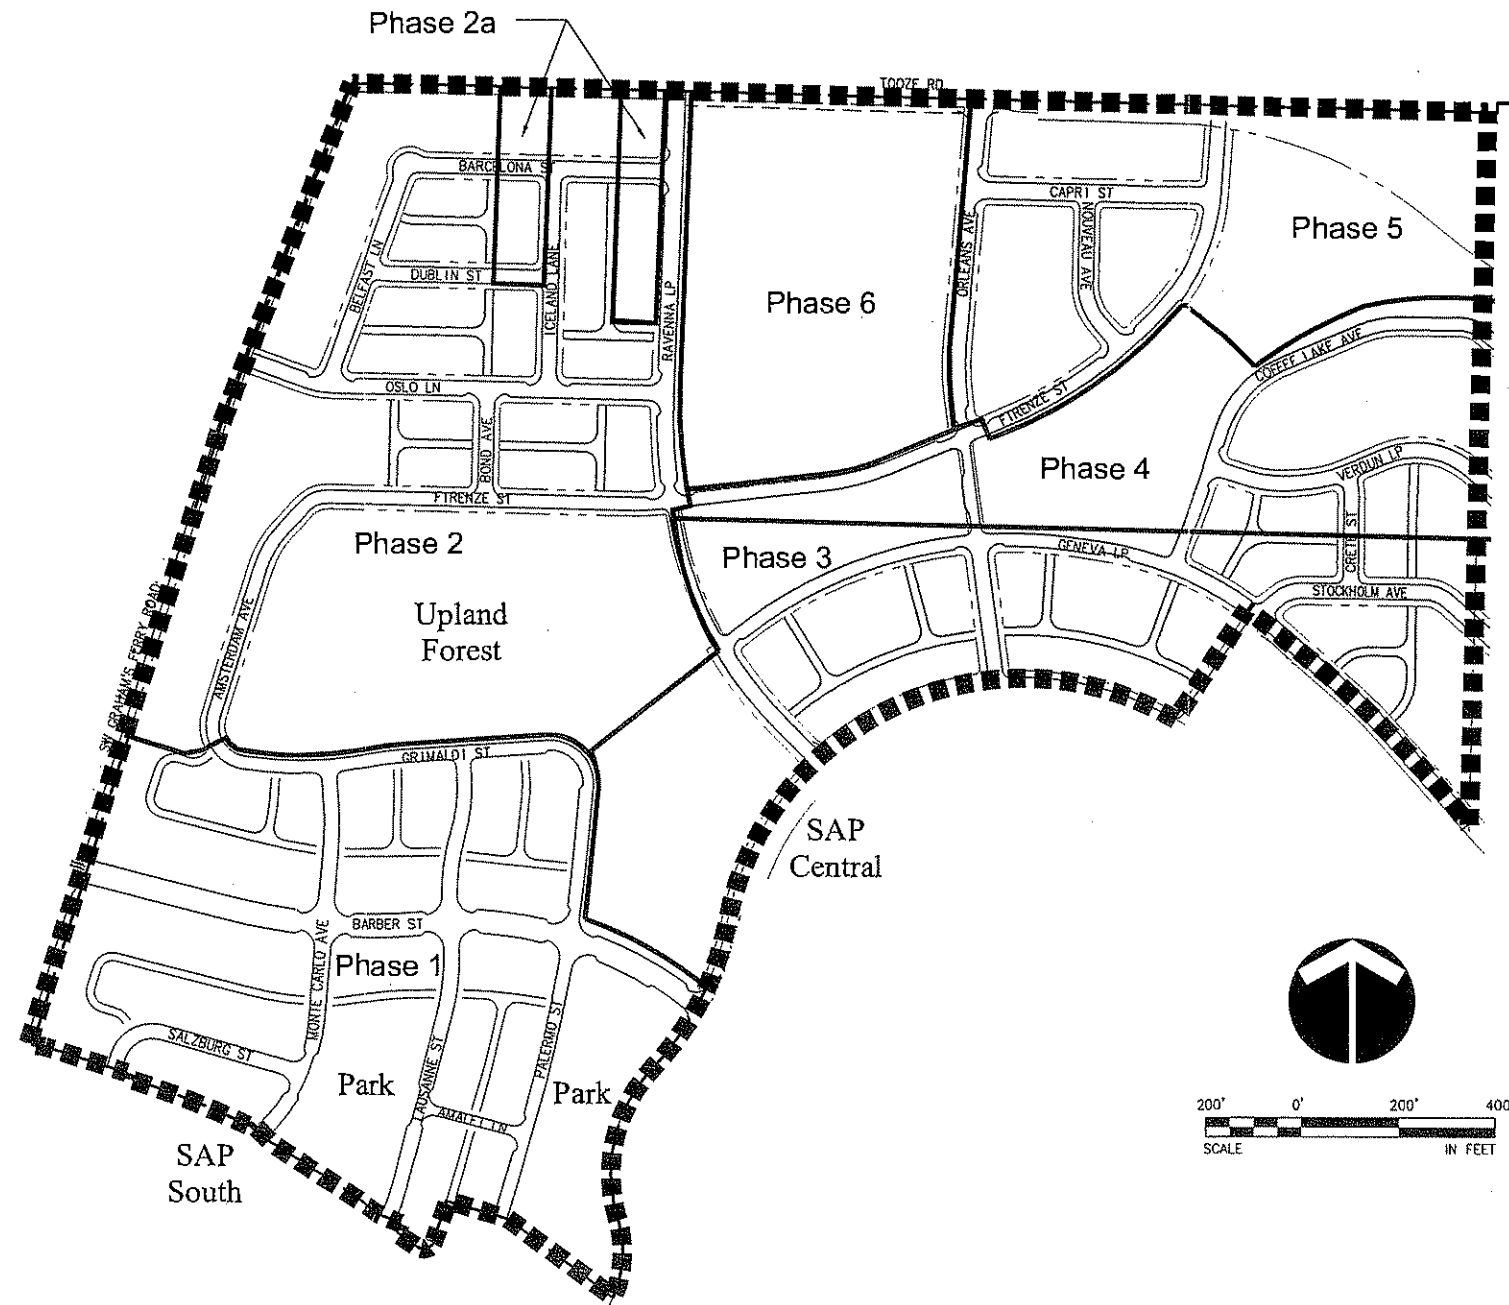 Phase 2a
TOOZE RD
BARCELONA ST
CAPRI ST
NOUVEAU AVE
Phase 5
ORLEANS AVE
BELFAST LN
DUBLIN ST
ICELAND LANE
RAVENNA LP
Phase 6
COFFEE LAKE AVE
OSLO LN
FIRENZE ST
BOND AVE
Phase 4
VERDUN LP
FIRENZE ST
Phase 2
Phase 3
GENEVA LP
CRETE ST
STOCKHOLM AVE
Upland
Forest
AMSTERDAM AVE
SW GRAHAM'S FERRY ROAD
GRIMALDI ST
SAP
Central
BARBER ST
MONTE CARLO AVE
Phase 1
SALZBURG ST
LAUSANNE ST
PALERMO ST
Park
Park
AMALFI LN
SAP
South
200' 0' 200' 400
SCALE IN FEET